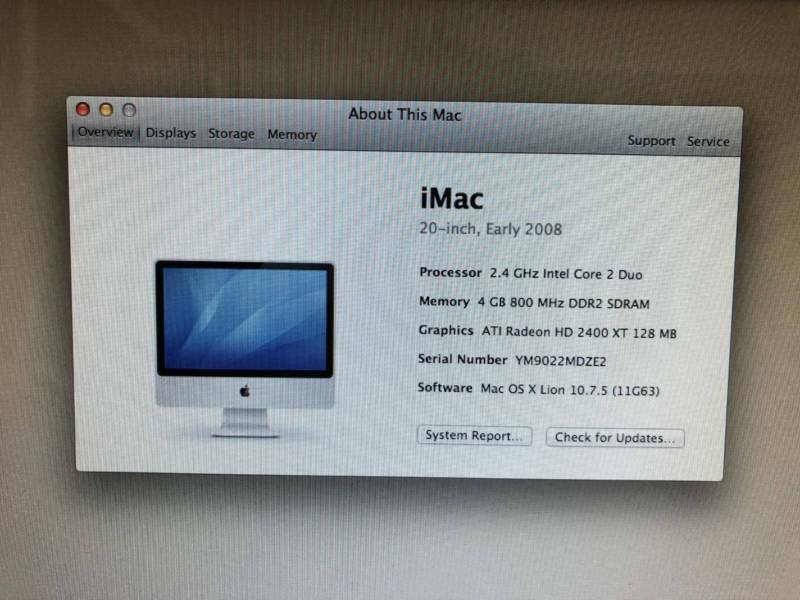 About This Mac
Overview Displays Storage Memory Support Service
iMac
20-inch, Early 2008
Processor 2.4 GHz Intel Core 2 Duo
Memory 4 GB 800 MHz DDR2 SDRAM
Graphics ATI Radeon HD 2400 XT 128 MB
Serial Number YM9022MDZE2
Software Mac OS X Lion 10.7.5 (11G63)
System Report... Check for Updates...